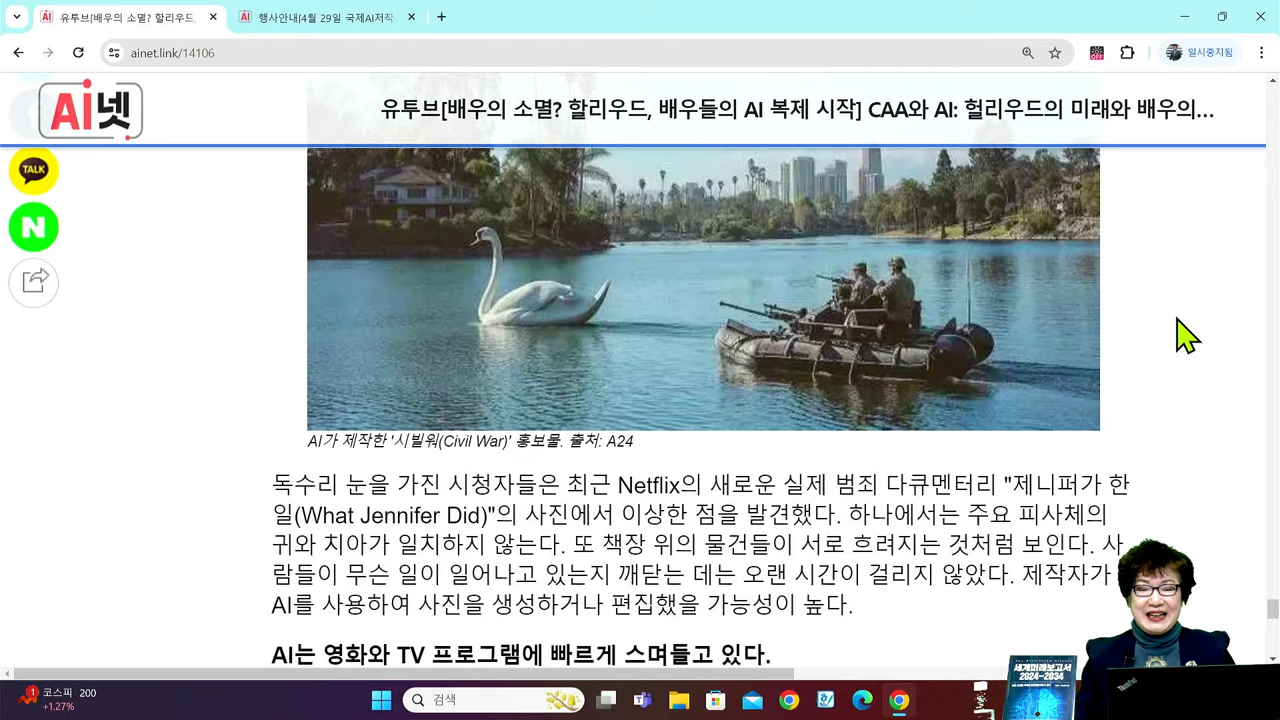 유튜브[배우의 소멸? 할리우드,
행사안내[4월 29일 국제AI저작
ainet.link/14106
OFF
일시중지됨
Ai넷
유튜브[배우의 소멸? 할리우드, 배우들의 AI 복제 시작] CAA와 AI: 헐리우드의 미래와 배우의...
TALK
N
AI가 제작한 '시빌워(Civil War)' 홍보물. 출처: A24
독수리 눈을 가진 시청자들은 최근 Netflix의 새로운 실제 범죄 다큐멘터리 "제니퍼가 한
일(What Jennifer Did)"의 사진에서 이상한 점을 발견했다. 하나에서는 주요 피사체의
귀와 치아가 일치하지 않는다. 또 책장 위의 물건들이 서로 흐려지는 것처럼 보인다. 사
람들이 무슨 일이 일어나고 있는지 깨닫는 데는 오랜 시간이 걸리지 않았다. 제작자가
AI를 사용하여 사진을 생성하거나 편집했을 가능성이 높다.
AI는 영화와 TV 프로그램에 빠르게 스며들고 있다.
세계미래보고서
2024-2034
ThinkPad
1
코스피 200
+1.27%
검색